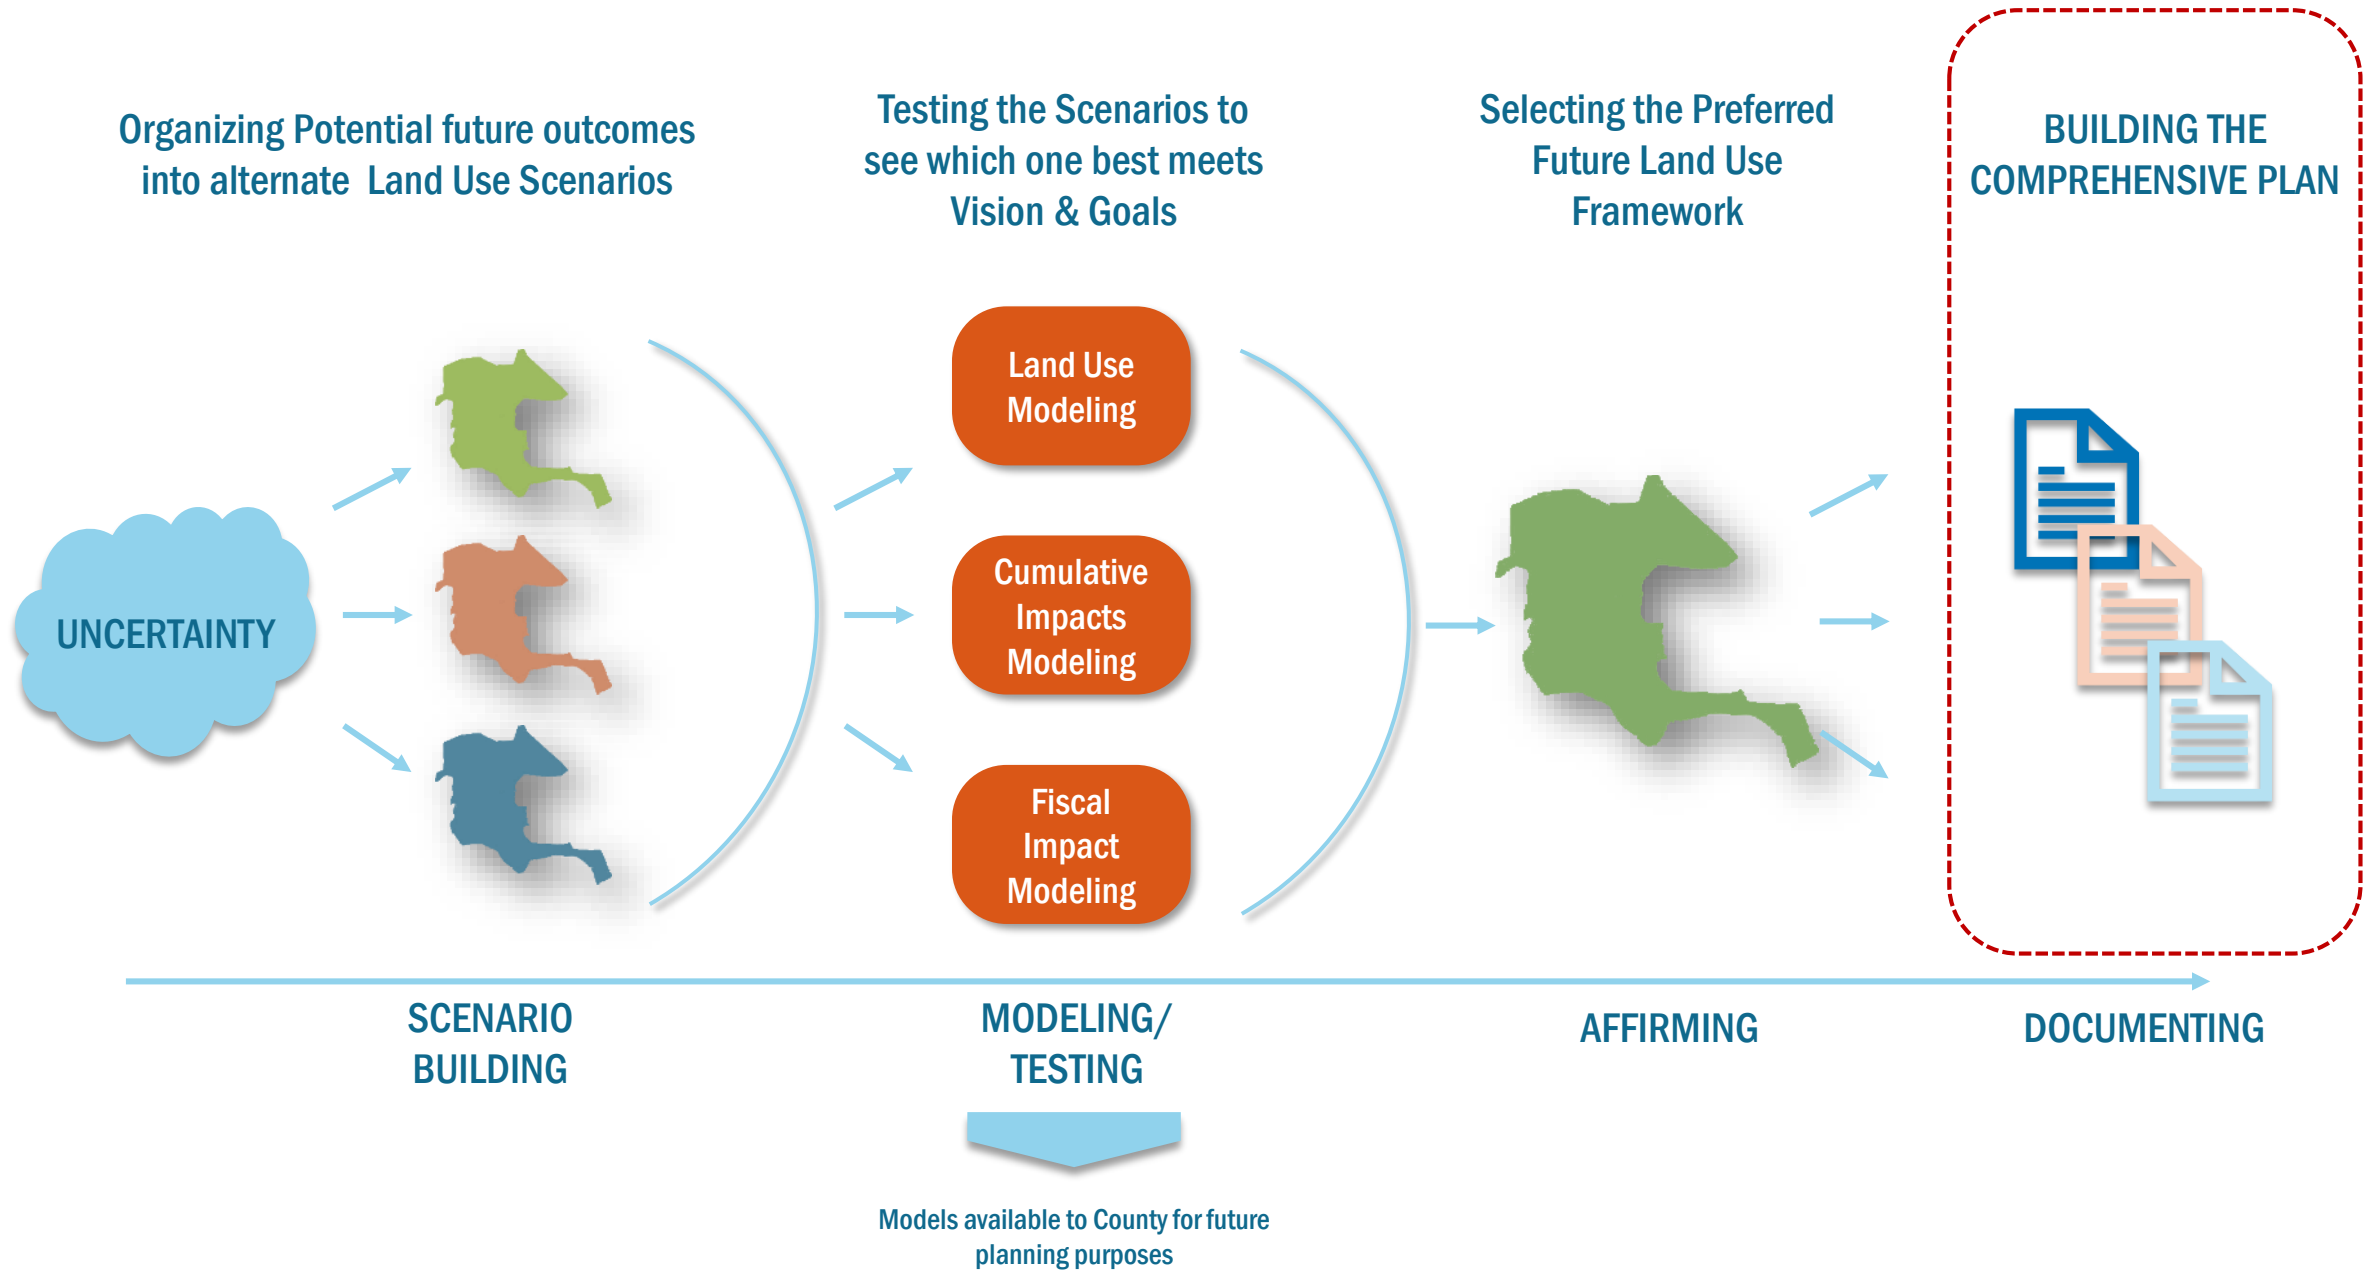 Organizing Potential future outcomes
into alternate Land Use Scenarios
Testing the Scenarios to
see which one best meets
Vision & Goals
Selecting the Preferred
Future Land Use
Framework
BUILDING THE
COMPREHENSIVE PLAN
UNCERTAINTY
Land Use
Modeling
Cumulative
Impacts
Modeling
Fiscal
Impact
Modeling
SCENARIO
BUILDING
MODELING/
TESTING
AFFIRMING
DOCUMENTING
Models available to County for future
planning purposes